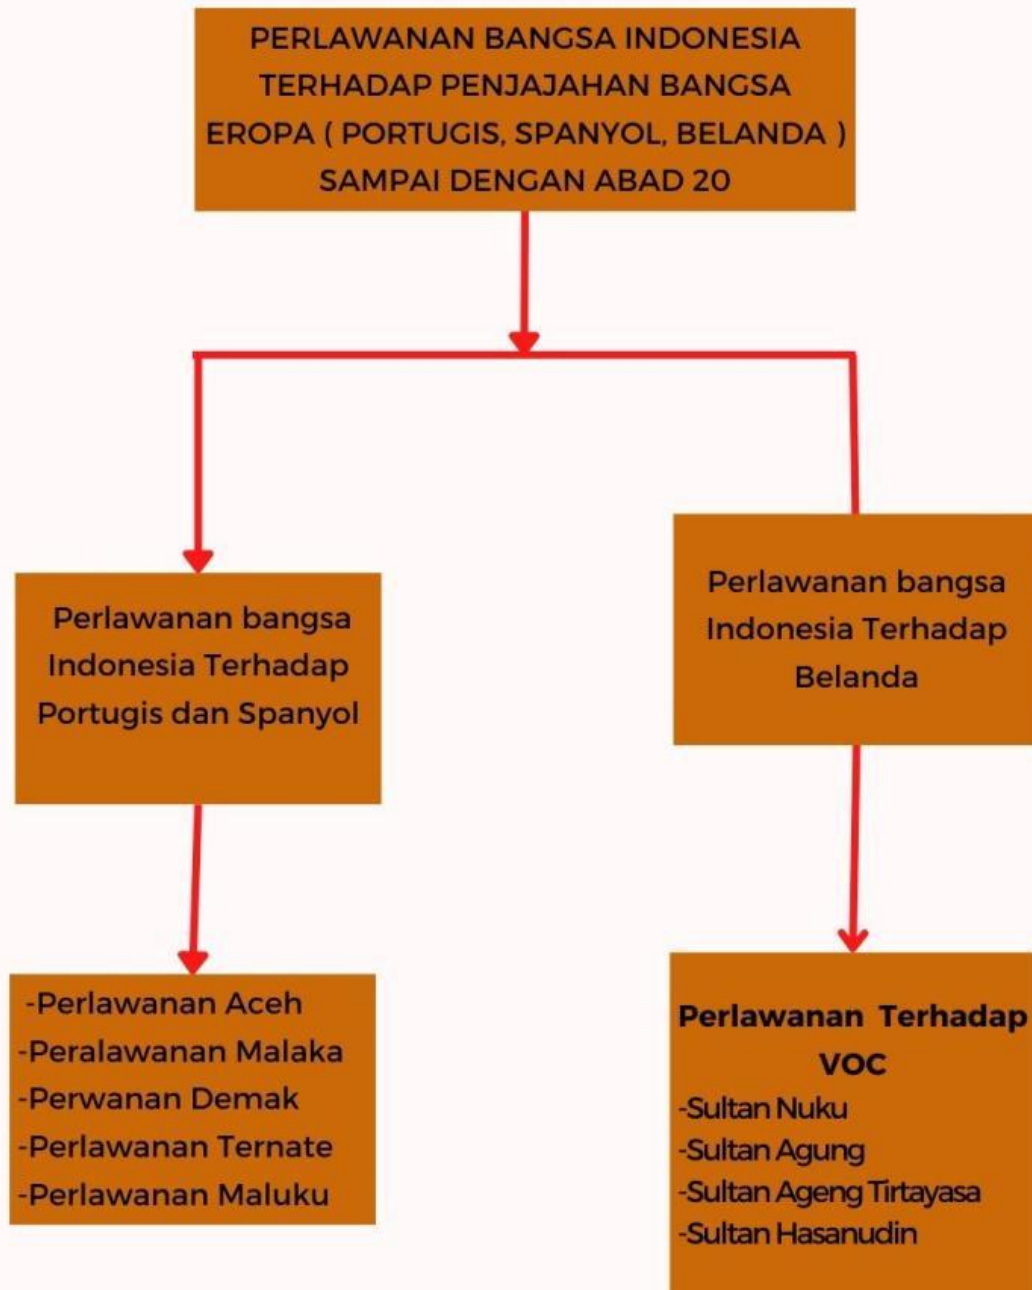 PERLAWANAN BANGSA INDONESIA
TERHADAP PENJAJAHAN BANGSA
EROPA ( PORTUGIS, SPANYOL, BELANDA )
SAMPAI DENGAN ABAD 20
Perlawanan bangsa
Indonesia Terhadap
Portugis dan Spanyol
Perlawanan bangsa
Indonesia Terhadap
Belanda
-Perlawanan Aceh
-Peralawanan Malaka
-Perwanan Demak
-Perlawanan Ternate
-Perlawanan Maluku
Perlawanan Terhadap
VOC
-Sultan Nuku
-Sultan Agung
-Sultan Ageng Tirtayasa
-Sultan Hasanudin